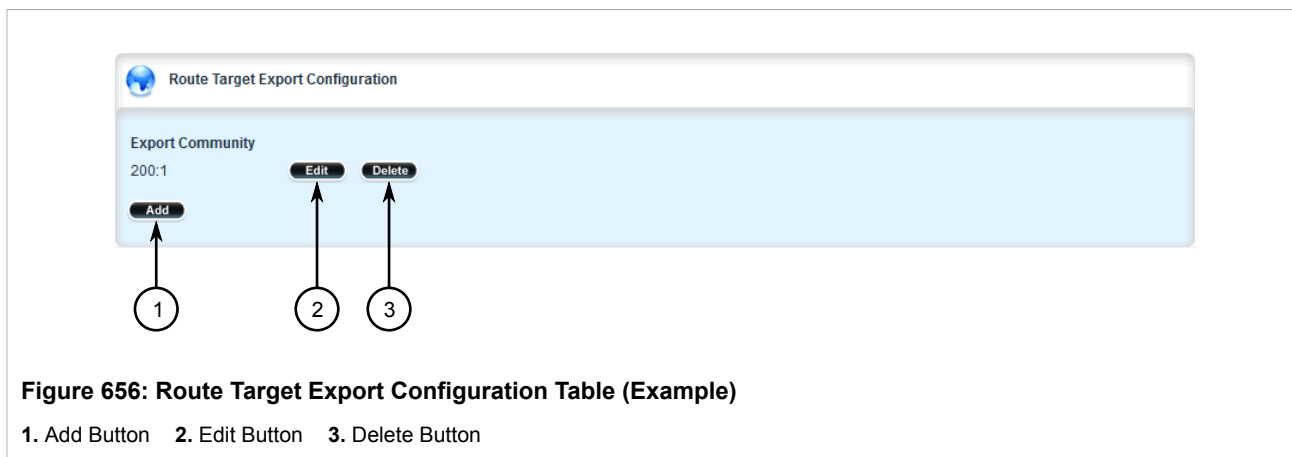 Route Target Export Configuration
Export Community
200:1 Edit Delete
Add
1 2 3
Figure 656: Route Target Export Configuration Table (Example)
1. Add Button 2. Edit Button 3. Delete Button